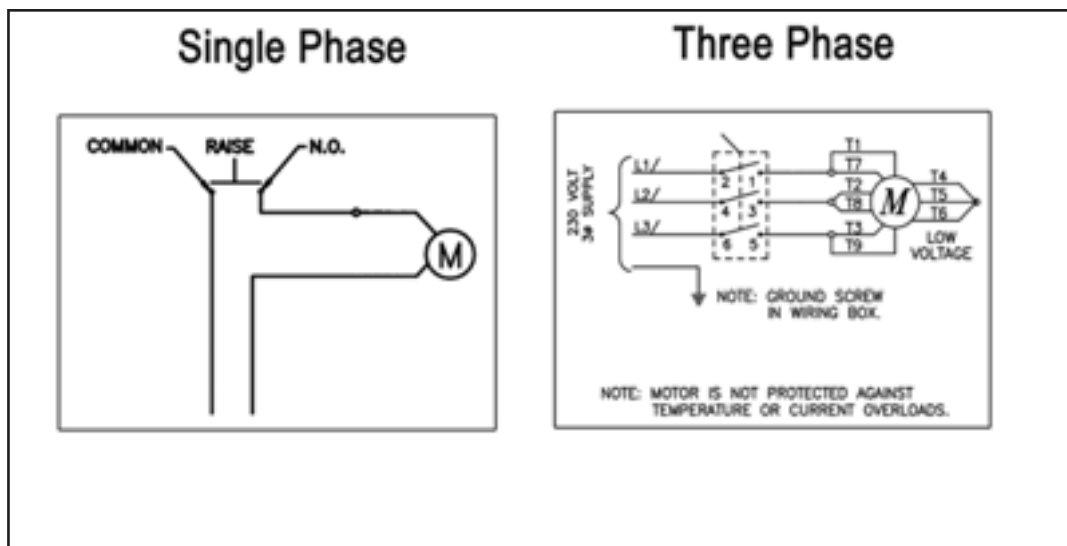 Single Phase
Three Phase
COMMON
RAISE
N.O.
M
230 VOLT
3ø SUPPLY
L1/
L2/
L3/
2
1
4
3
6
5
T1
T7
T2
T8
T3
T9
M
T4
T5
T6
LOW
VOLTAGE
NOTE: GROUND SCREW
IN WIRING BOX.
NOTE: MOTOR IS NOT PROTECTED AGAINST
TEMPERATURE OR CURRENT OVERLOADS.